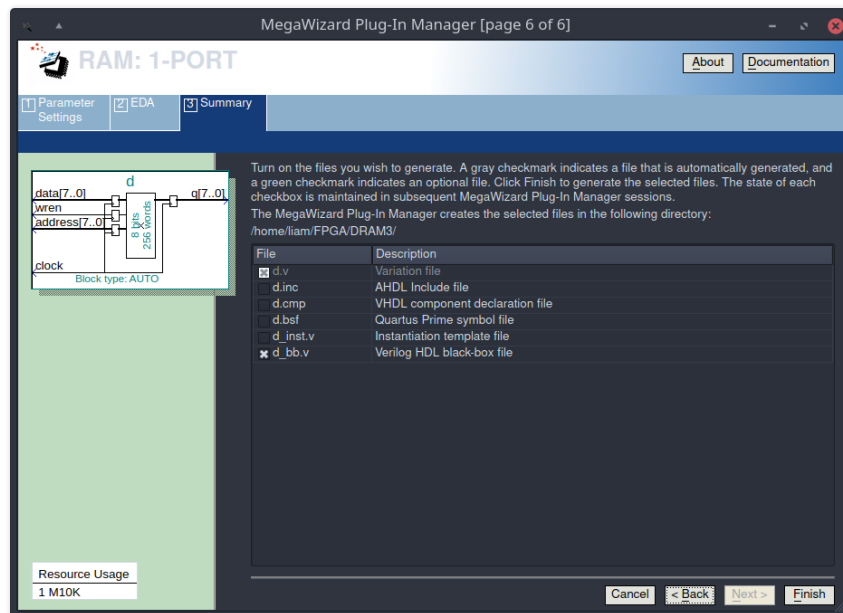 MegaWizard Plug-In Manager [page 6 of 6]
RAM: 1-PORT
About
Documentation
1 Parameter Settings
2 EDA
3 Summary
d
data[7..0]
q[7..0]
wren
address[7..0]
8 bits
256 words
clock
Block type: AUTO
Turn on the files you wish to generate. A gray checkmark indicates a file that is automatically generated, and
a green checkmark indicates an optional file. Click Finish to generate the selected files. The state of each
checkbox is maintained in subsequent MegaWizard Plug-In Manager sessions.
The MegaWizard Plug-In Manager creates the selected files in the following directory:
/home/liam/FPGA/DRAM3/
File Description
d.v Variation file
d.inc AHDL Include file
d.cmp VHDL component declaration file
d.bsf Quartus Prime symbol file
d_inst.v Instantiation template file
d_bb.v Verilog HDL black-box file
Resource Usage
1 M10K
Cancel
< Back
Next >
Finish